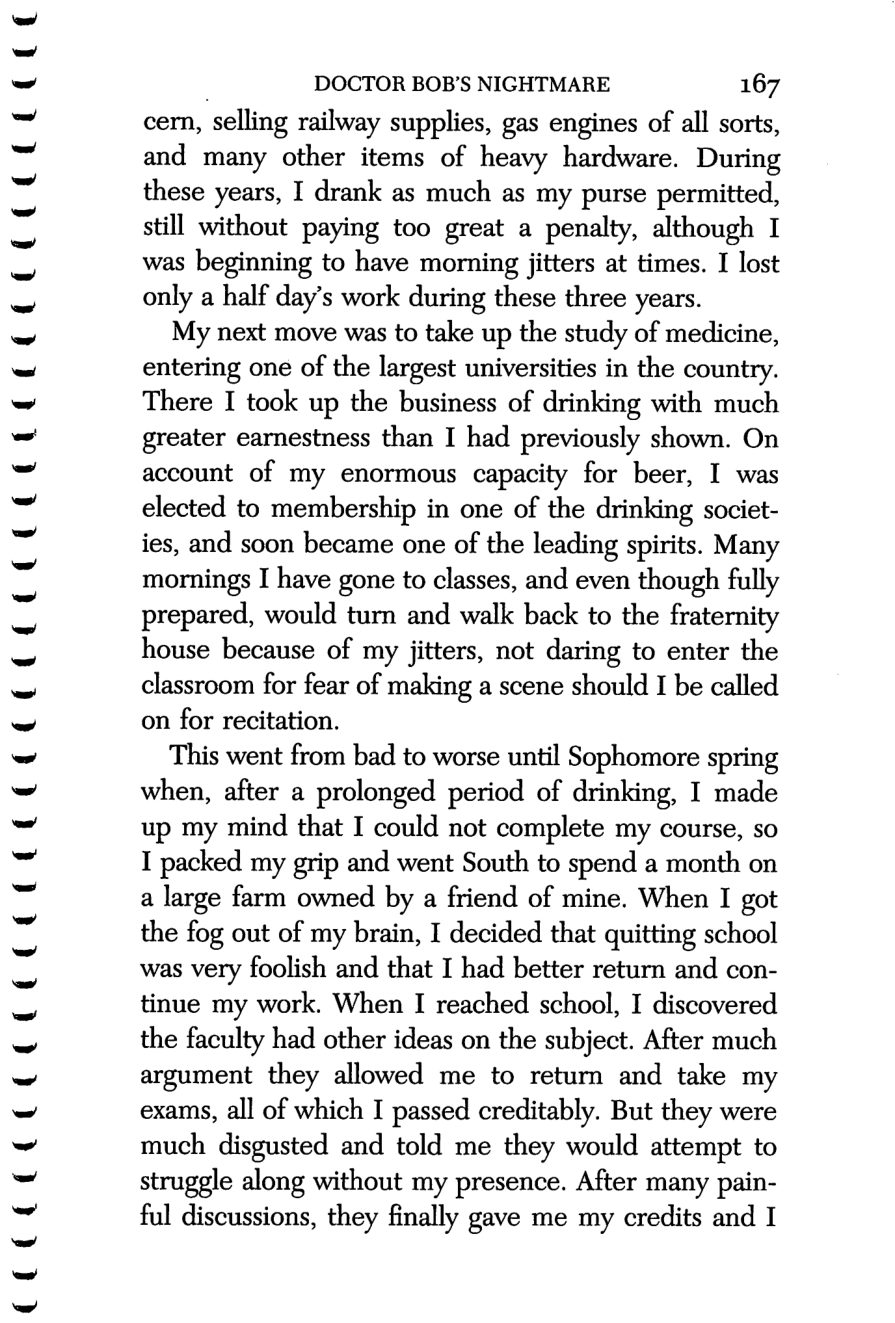 DOCTOR BOB'S NIGHTMARE 167
cern, selling railway supplies, gas engines of all sorts,
and many other items of heavy hardware. During
these years, I drank as much as my purse permitted,
still without paying too great a penalty, although I
was beginning to have morning jitters at times. I lost
only a half day's work during these three years.
My next move was to take up the study of medicine,
entering one of the largest universities in the country.
There I took up the business of drinking with much
greater earnestness than I had previously shown. On
account of my enormous capacity for beer, I was
elected to membership in one of the drinking societ-
ies, and soon became one of the leading spirits. Many
mornings I have gone to classes, and even though fully
prepared, would turn and walk back to the fraternity
house because of my jitters, not daring to enter the
classroom for fear of making a scene should I be called
on for recitation.
This went from bad to worse until Sophomore spring
when, after a prolonged period of drinking, I made
up my mind that I could not complete my course, so
I packed my grip and went South to spend a month on
a large farm owned by a friend of mine. When I got
the fog out of my brain, I decided that quitting school
was very foolish and that I had better return and con-
tinue my work. When I reached school, I discovered
the faculty had other ideas on the subject. After much
argument they allowed me to return and take my
exams, all of which I passed creditably. But they were
much disgusted and told me they would attempt to
struggle along without my presence. After many pain-
ful discussions, they finally gave me my credits and I